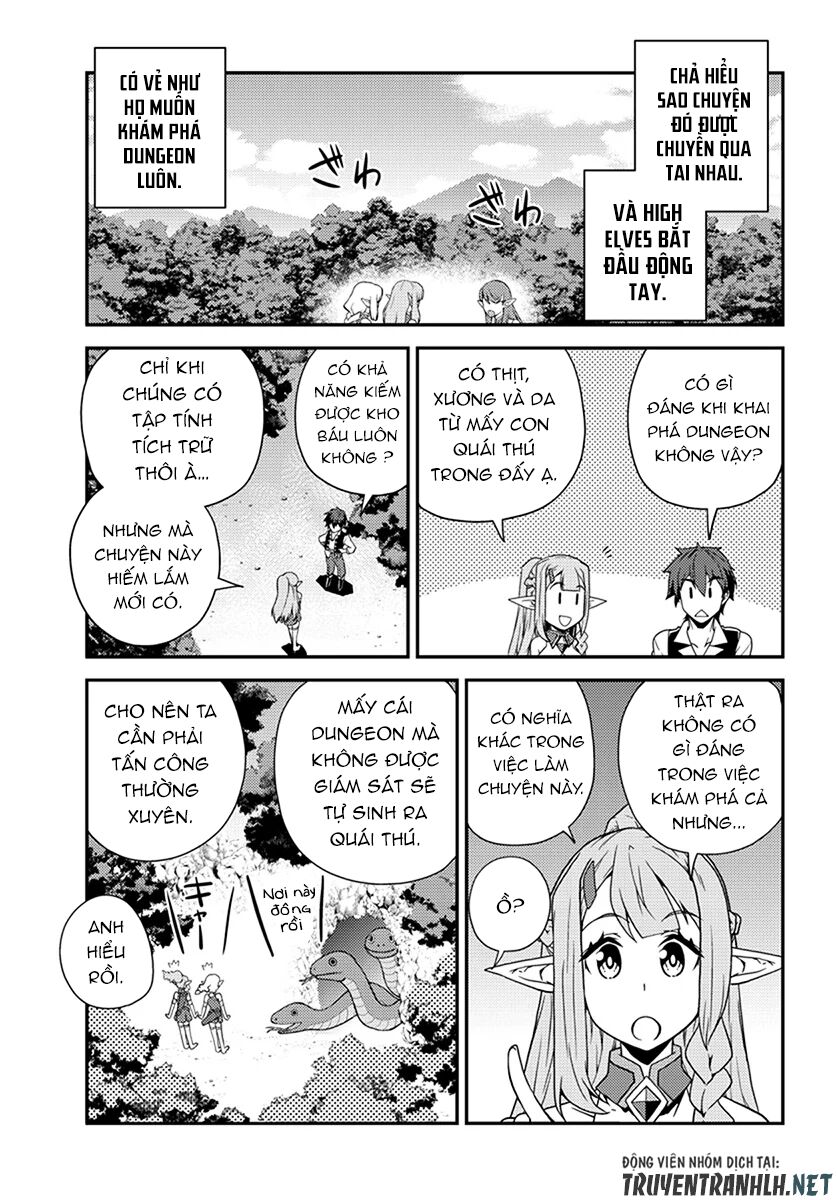 CHẢ HIỂU
SAO CHUYỆN
ĐÓ ĐƯỢC
CHUYỀN QUA
TAI NHAU.
VÀ HIGH
ELVES BẮT
ĐẦU ĐỘNG
TAY.
ざわ
ざわ
CÓ VẺ NHƯ
HỌ MUỐN
KHÁM PHÁ
DUNGEON
LUÔN.
CÓ GÌ
ĐÁNG KHI KHAI
PHÁ DUNGEON
KHÔNG VẬY?
CÓ THỊT,
XƯƠNG VÀ DA
TỪ MẤY CON
QUÁI THÚ
TRONG ĐẤY Ạ.
CÓ KHẢ
NĂNG KIẾM
ĐƯỢC KHO
BÁU LUÔN
KHÔNG ?
CHỈ KHI
CHÚNG CÓ
TẬP TÍNH
TÍCH TRỮ
THÔI À...
NHƯNG MÀ
CHUYỆN NÀY
HIẾM LẮM
MỚI CÓ.
THẬT RA
KHÔNG CÓ
GÌ ĐÁNG
TRONG VIỆC
KHÁM PHÁ CẢ
NHƯNG...
CÓ NGHĨA
KHÁC TRONG
VIỆC LÀM
CHUYỆN NÀY.
Ồ?
MẤY CÁI
DUNGEON MÀ
KHÔNG ĐƯỢC
GIÁM SÁT SẼ
TỰ SINH RA
QUÁI THÚ.
CHO NÊN TA
CẦN PHẢI
TẤN CÔNG
THƯỜNG
XUYÊN.
Nơi này
đông
rồi
キャー
ANH
HIỂU
RỒI.
ĐỘNG VIÊN NHÓM DỊCH TẠI:
TRUYENTRANHLH.NET